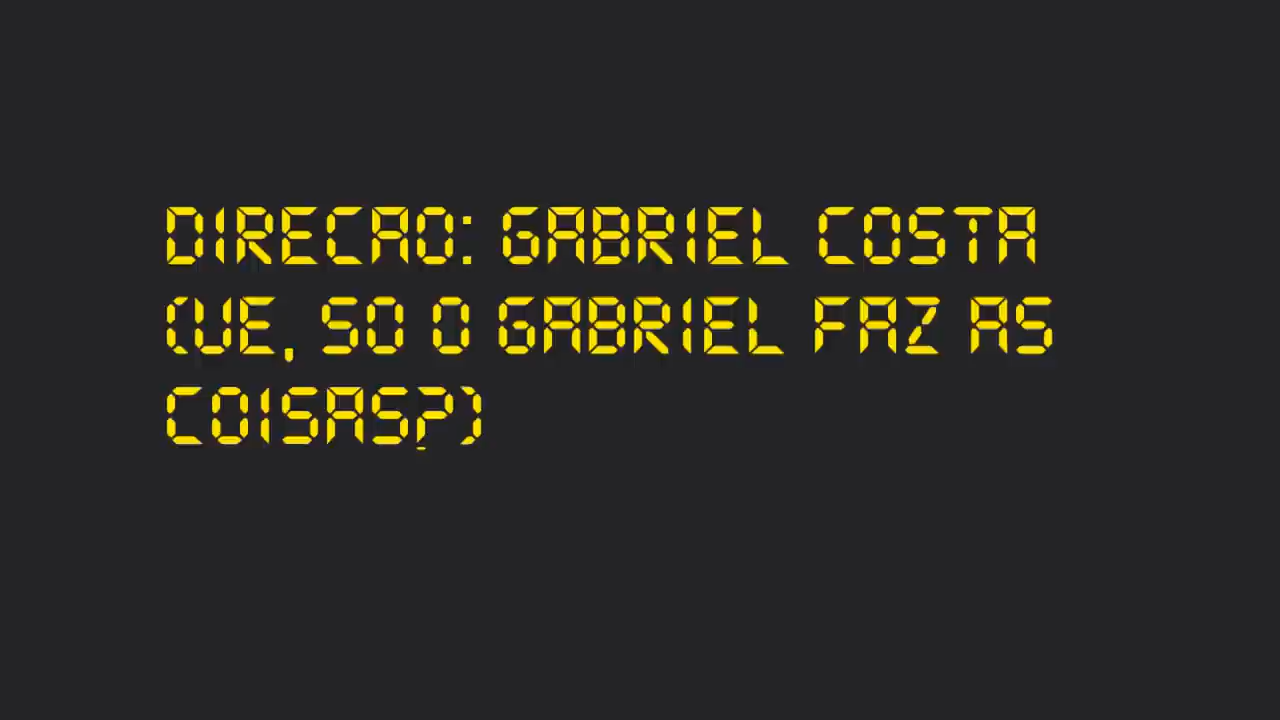 DIRECAO: GABRIEL COSTA
(UE, SO O GABRIEL FAZ AS
COISAS?)